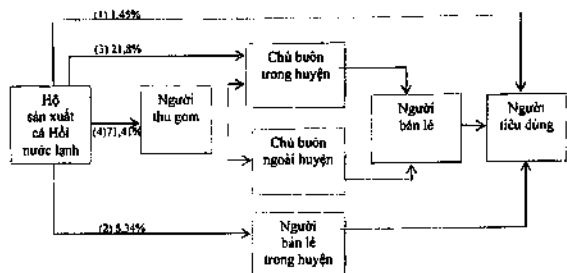 (1) 1,45%
(3) 21,8%
Chủ buôn
trong huyện
Hộ
sản xuất
cá Hồi
nước lạnh
(4)71,41%
Người
thu gom
Người
bán lẻ
Người
tiêu dùng
Chủ buôn
ngoài huyện
(2) 5,34%
Người
bán lẻ
trong huyện